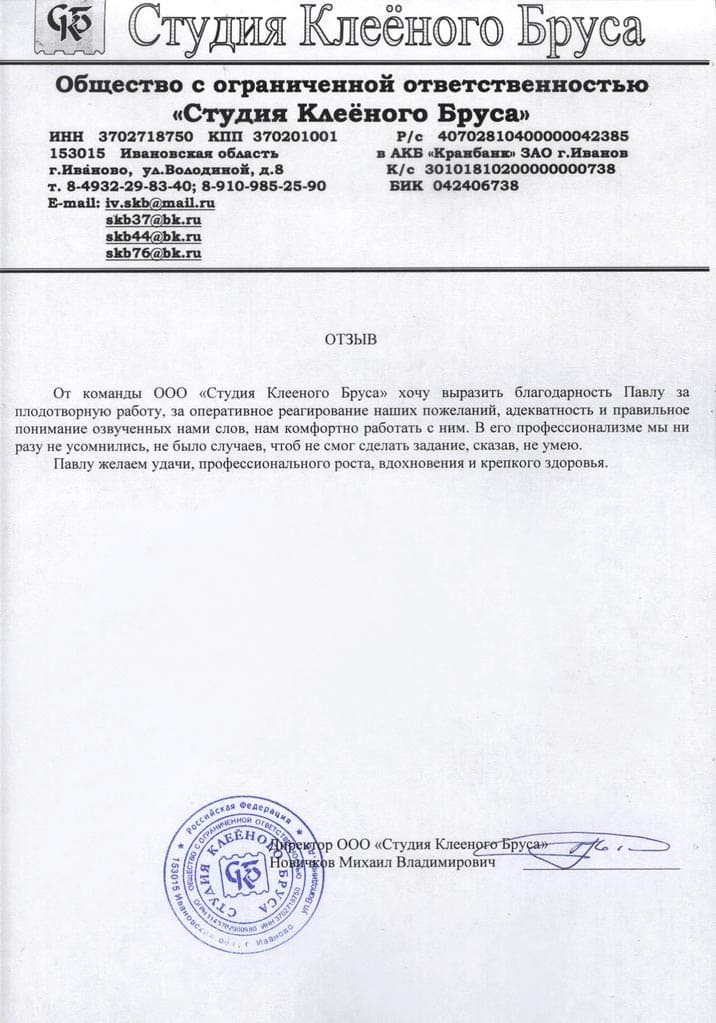 СКБ
Студия Клеёного Бруса
Общество с ограниченной ответственностью
«Студия Клеёного Бруса»
ИНН 3702718750 КПП 370201001 Р/с 40702810400000042385
153015 Ивановская область в АКБ «Кранбанк» ЗАО г.Иванов
г.Иваново, ул.Володиной, д.8 К/с 30101810200000000738
т. 8-4932-29-83-40; 8-910-985-25-90 БИК 042406738
E-mail: iv.skb@mail.ru
skb37@bk.ru
skb44@bk.ru
skb76@bk.ru
ОТЗЫВ
От команды ООО «Студия Клееного Бруса» хочу выразить благодарность Павлу за
плодотворную работу, за оперативное реагирование наших пожеланий, адекватность и правильное
понимание озвученных нами слов, нам комфортно работать с ним. В его профессионализме мы ни
разу не усомнились, не было случаев, чтоб не смог сделать задание, сказав, не умею.
Павлу желаем удачи, профессионального роста, вдохновения и крепкого здоровья.
Директор ООО «Студия Клееного Бруса»
Новичков Михаил Владимирович
Российская Федерация
153015 Ивановская обл., г. Иваново ул.Володиной
ОБЩЕСТВО С ОГРАНИЧЕННОЙ ОТВЕТСТВЕННОСТЬЮ
ИНН 3702718750
СТУДИЯ КЛЕЁНОГО БРУСА
СКБ